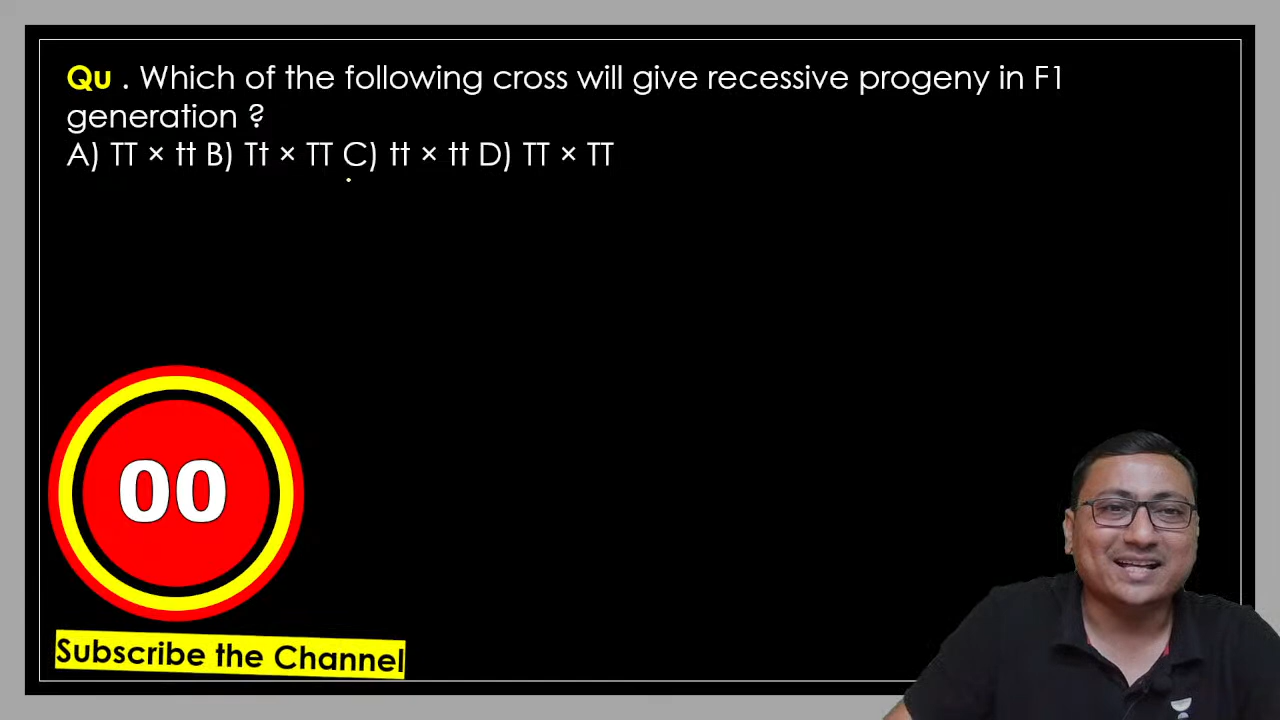 Qu . Which of the following cross will give recessive progeny in F1
generation ?
A) TT × tt B) Tt × TT C) tt × tt D) TT × TT
00
Subscribe the Channel